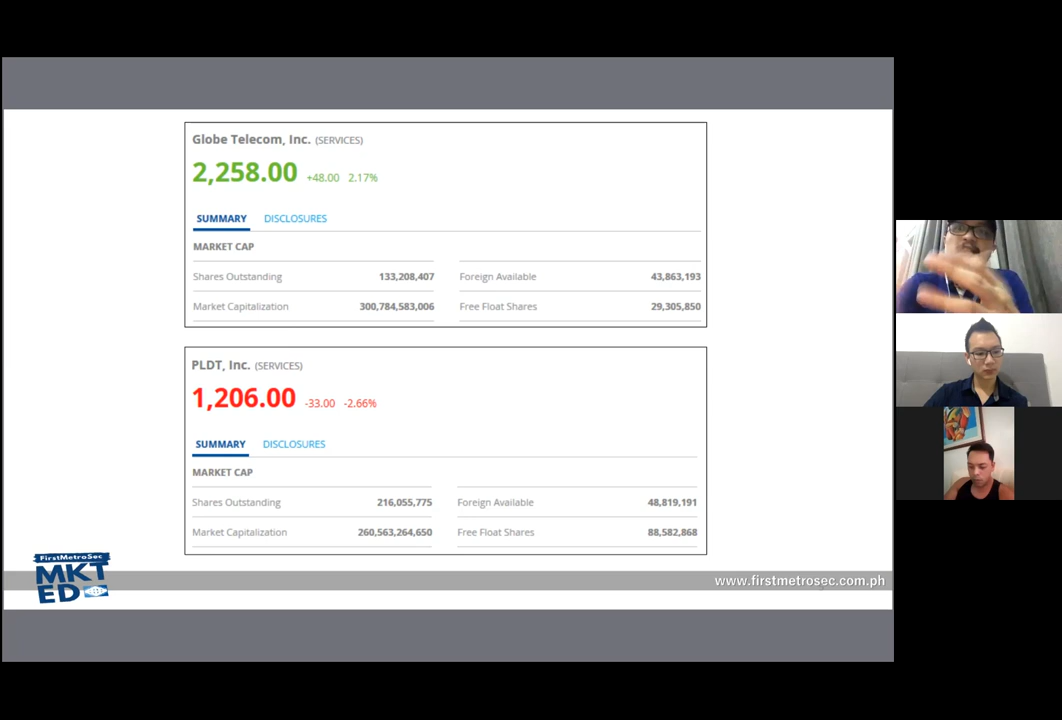 Globe Telecom, Inc. (SERVICES)
2,258.00 +48.00 2.17%
SUMMARY DISCLOSURES
MARKET CAP
Shares Outstanding 133,208,407 Foreign Available 43,863,193
Market Capitalization 300,784,583,006 Free Float Shares 29,305,850
PLDT, Inc. (SERVICES)
1,206.00 -33.00 -2.66%
SUMMARY DISCLOSURES
MARKET CAP
Shares Outstanding 216,055,775 Foreign Available 48,819,191
Market Capitalization 260,563,264,650 Free Float Shares 88,582,868
FirstMetroSec
MKT
ED
www.firstmetrosec.com.ph